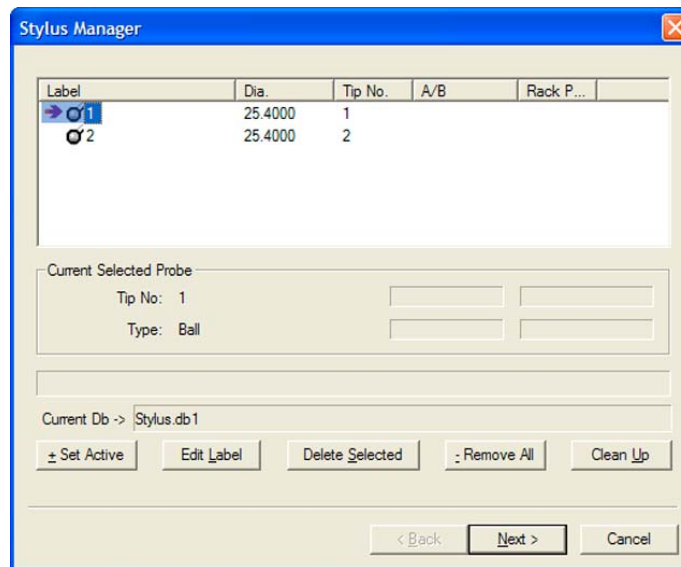 Stylus Manager
Label Dia. Tip No. A/B Rack P...
1 25.4000 1
2 25.4000 2
Current Selected Probe
Tip No: 1
Type: Ball
Current Db -> Stylus.db1
+ Set Active Edit Label Delete Selected - Remove All Clean Up
< Back Next > Cancel